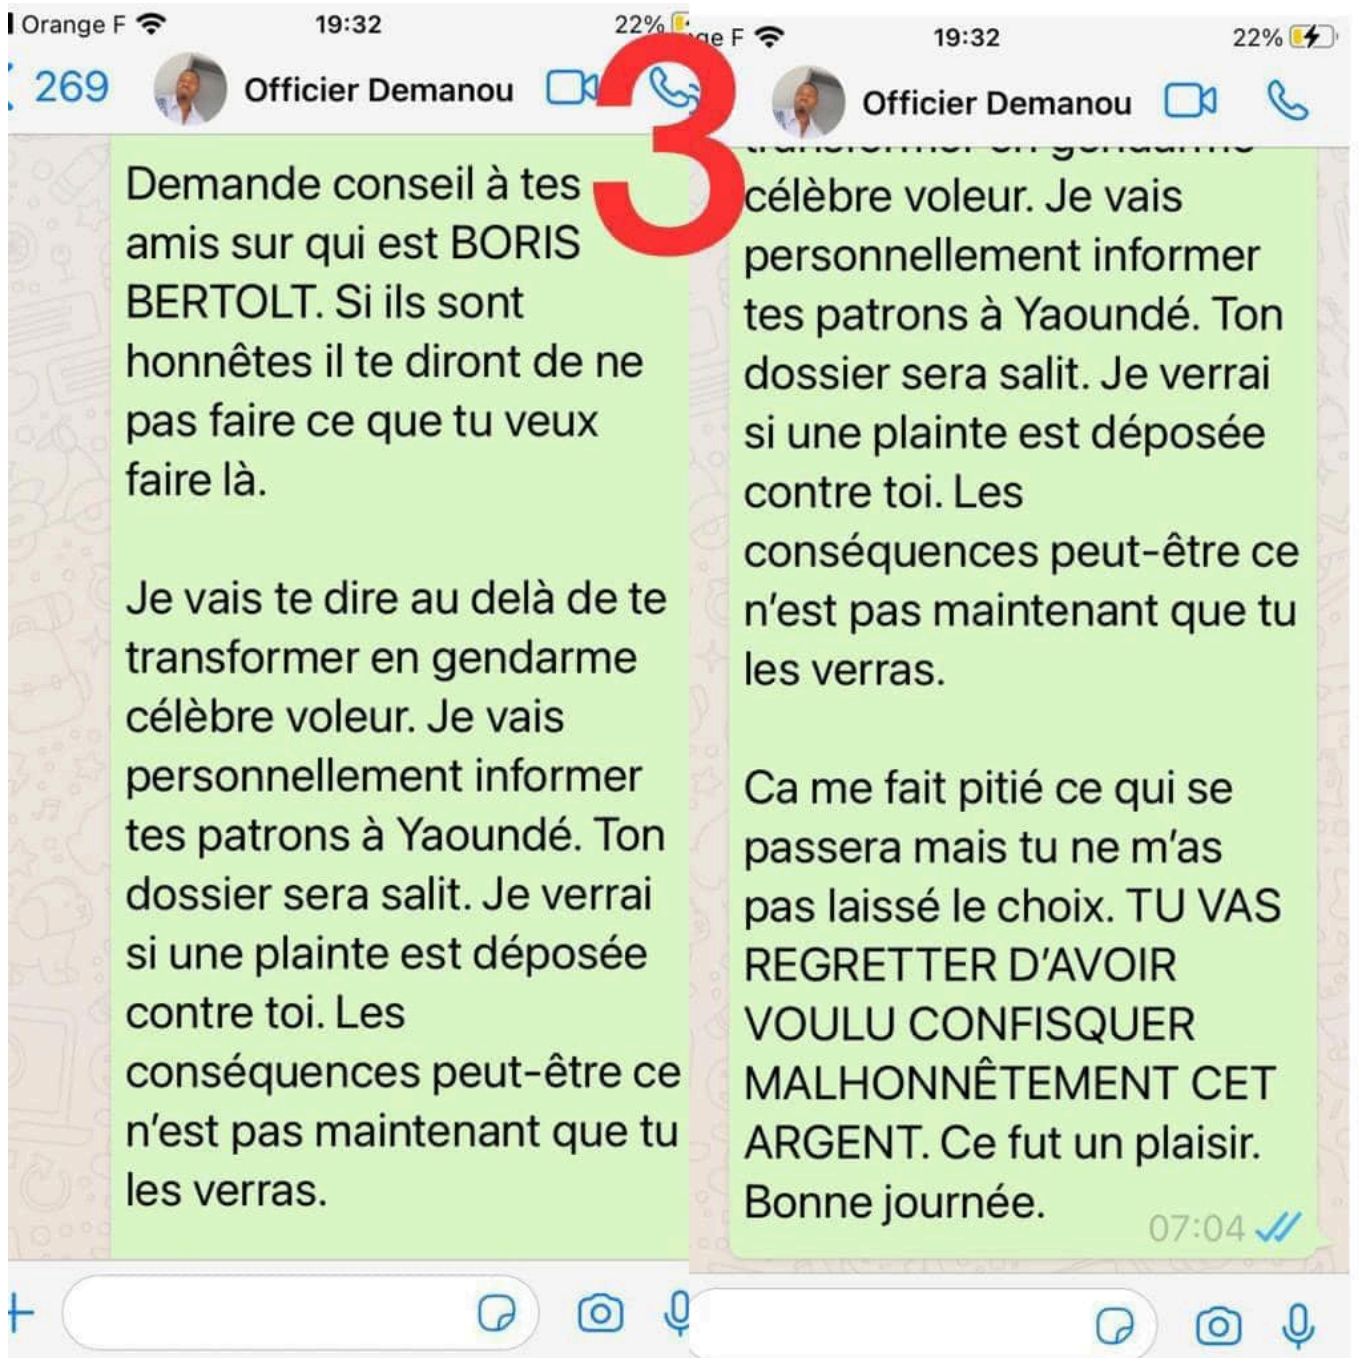 Orange F
19:32
22%
269
Officier Demanou
Demande conseil à tes
amis sur qui est BORIS
BERTOLT. Si ils sont
honnêtes il te diront de ne
pas faire ce que tu veux
faire là.
Je vais te dire au delà de te
transformer en gendarme
célèbre voleur. Je vais
personnellement informer
tes patrons à Yaoundé. Ton
dossier sera salit. Je verrai
si une plainte est déposée
contre toi. Les
conséquences peut-être ce
n'est pas maintenant que tu
les verras.
3
ge F
19:32
22%
Officier Demanou
transformer en gendarme
célèbre voleur. Je vais
personnellement informer
tes patrons à Yaoundé. Ton
dossier sera salit. Je verrai
si une plainte est déposée
contre toi. Les
conséquences peut-être ce
n'est pas maintenant que tu
les verras.
Ca me fait pitié ce qui se
passera mais tu ne m'as
pas laissé le choix. TU VAS
REGRETTER D'AVOIR
VOULU CONFISQUER
MALHONNÊTEMENT CET
ARGENT. Ce fut un plaisir.
Bonne journée.
07:04